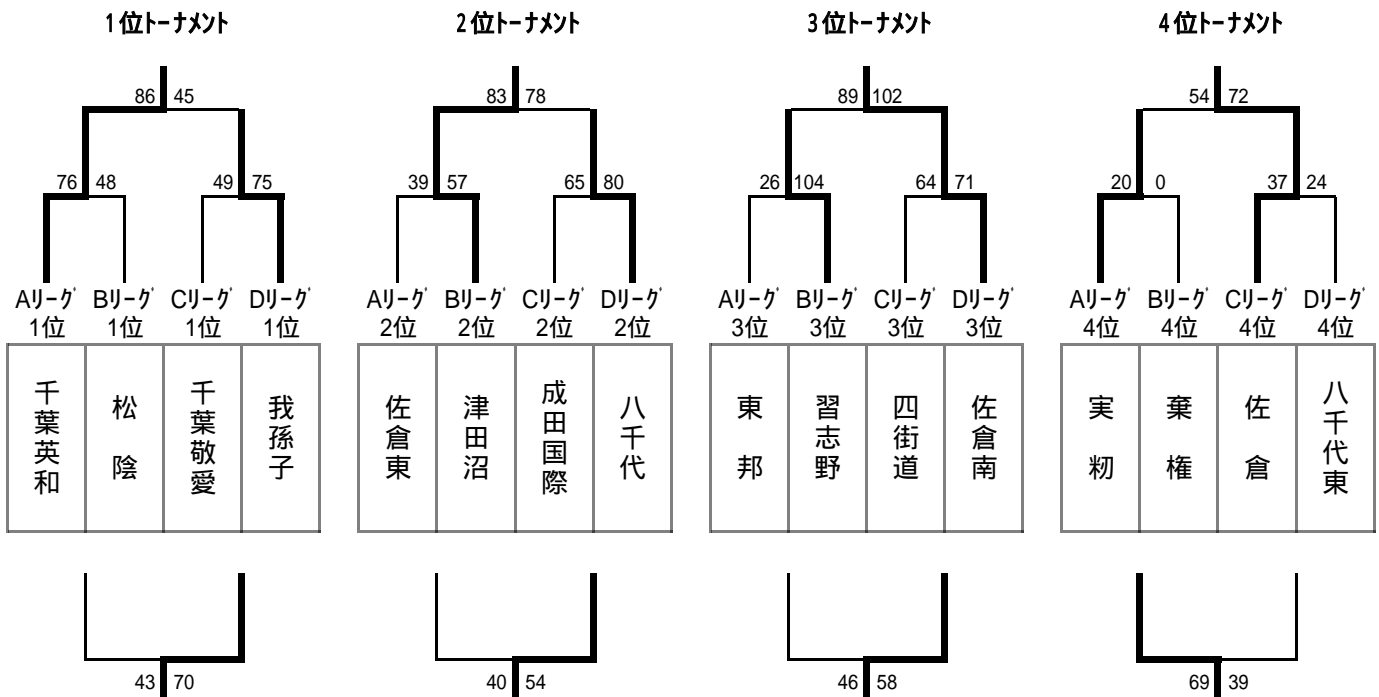 1位トーナメント 2位トーナメント 3位トーナメント 4位トーナメント
86 45 83 78 89 102 54 72
76 48 49 75 39 57 65 80 26 104 64 71 20 0 37 24
Aリーグ Bリーグ Cリーグ Dリーグ Aリーグ Bリーグ Cリーグ Dリーグ Aリーグ Bリーグ Cリーグ Dリーグ Aリーグ Bリーグ Cリーグ Dリーグ
1位 1位 1位 1位 2位 2位 2位 2位 3位 3位 3位 3位 4位 4位 4位 4位
千葉英和
松陰
千葉敬愛
我孫子
佐倉東
津田沼
成田国際
八千代
東邦
習志野
四街道
佐倉南
実籾
棄権
佐倉
八千代東
43 70 40 54 46 58 69 39